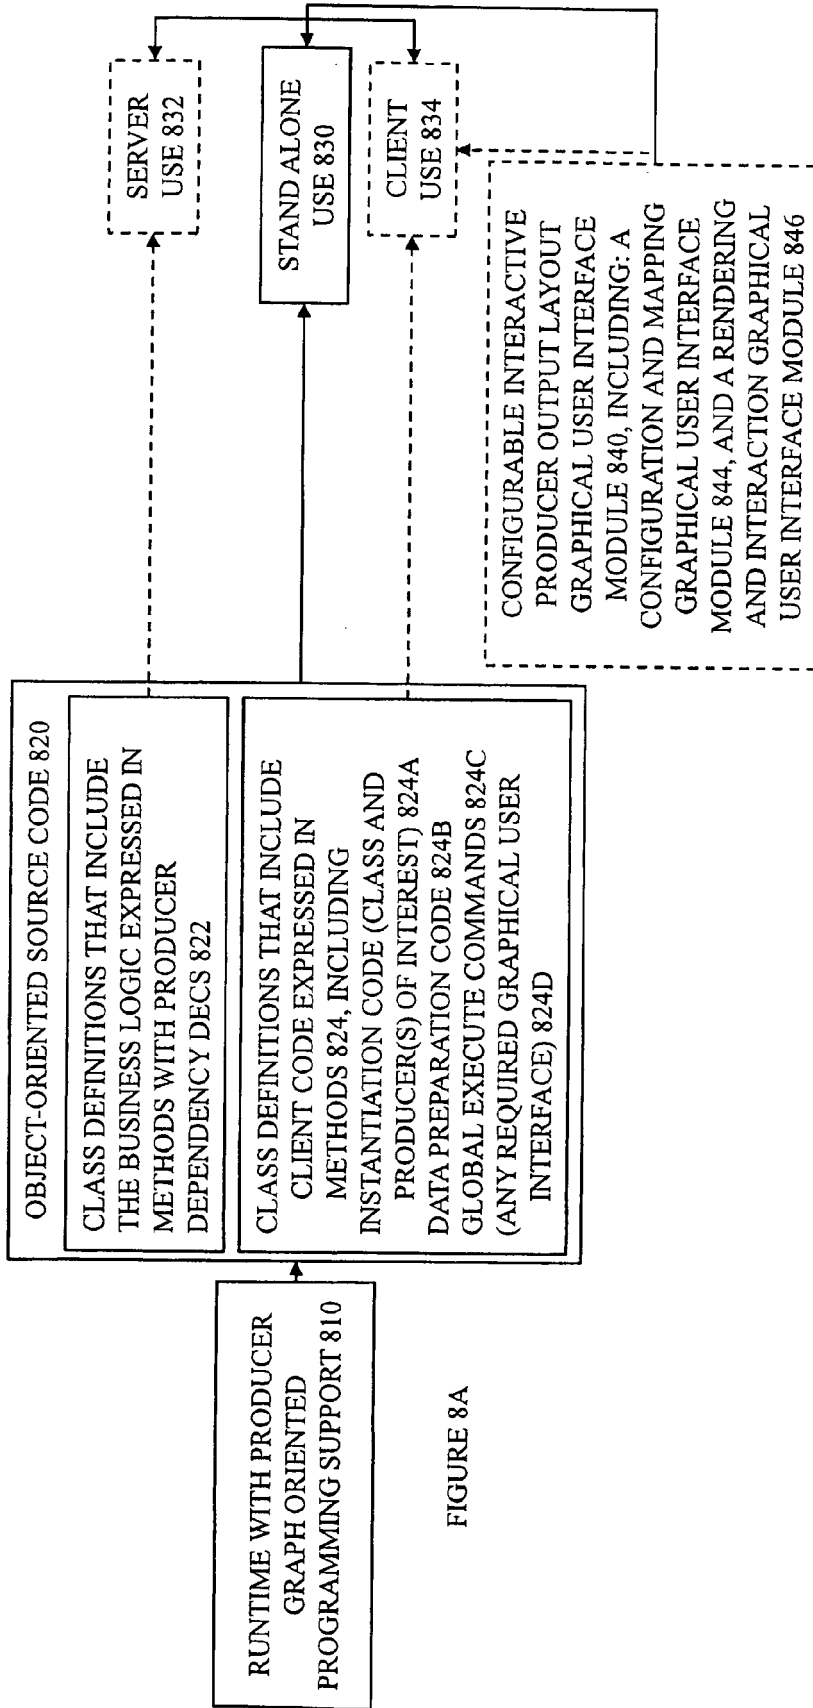 RUNTIME WITH PRODUCER
GRAPH ORIENTED
PROGRAMMING SUPPORT 810
OBJECT-ORIENTED SOURCE CODE 820
CLASS DEFINITIONS THAT INCLUDE
THE BUSINESS LOGIC EXPRESSED IN
METHODS WITH PRODUCER
DEPENDENCY DECS 822
CLASS DEFINITIONS THAT INCLUDE
CLIENT CODE EXPRESSED IN
METHODS 824, INCLUDING
INSTANTIATION CODE (CLASS AND
PRODUCER(S) OF INTEREST) 824A
DATA PREPARATION CODE 824B
GLOBAL EXECUTE COMMANDS 824C
(ANY REQUIRED GRAPHICAL USER
INTERFACE) 824D
SERVER
USE 832
STAND ALONE
USE 830
CLIENT
USE 834
CONFIGURABLE INTERACTIVE
PRODUCER OUTPUT LAYOUT
GRAPHICAL USER INTERFACE
MODULE 840, INCLUDING: A
CONFIGURATION AND MAPPING
GRAPHICAL USER INTERFACE
MODULE 844, AND A RENDERING
AND INTERACTION GRAPHICAL
USER INTERFACE MODULE 846
FIGURE 8A